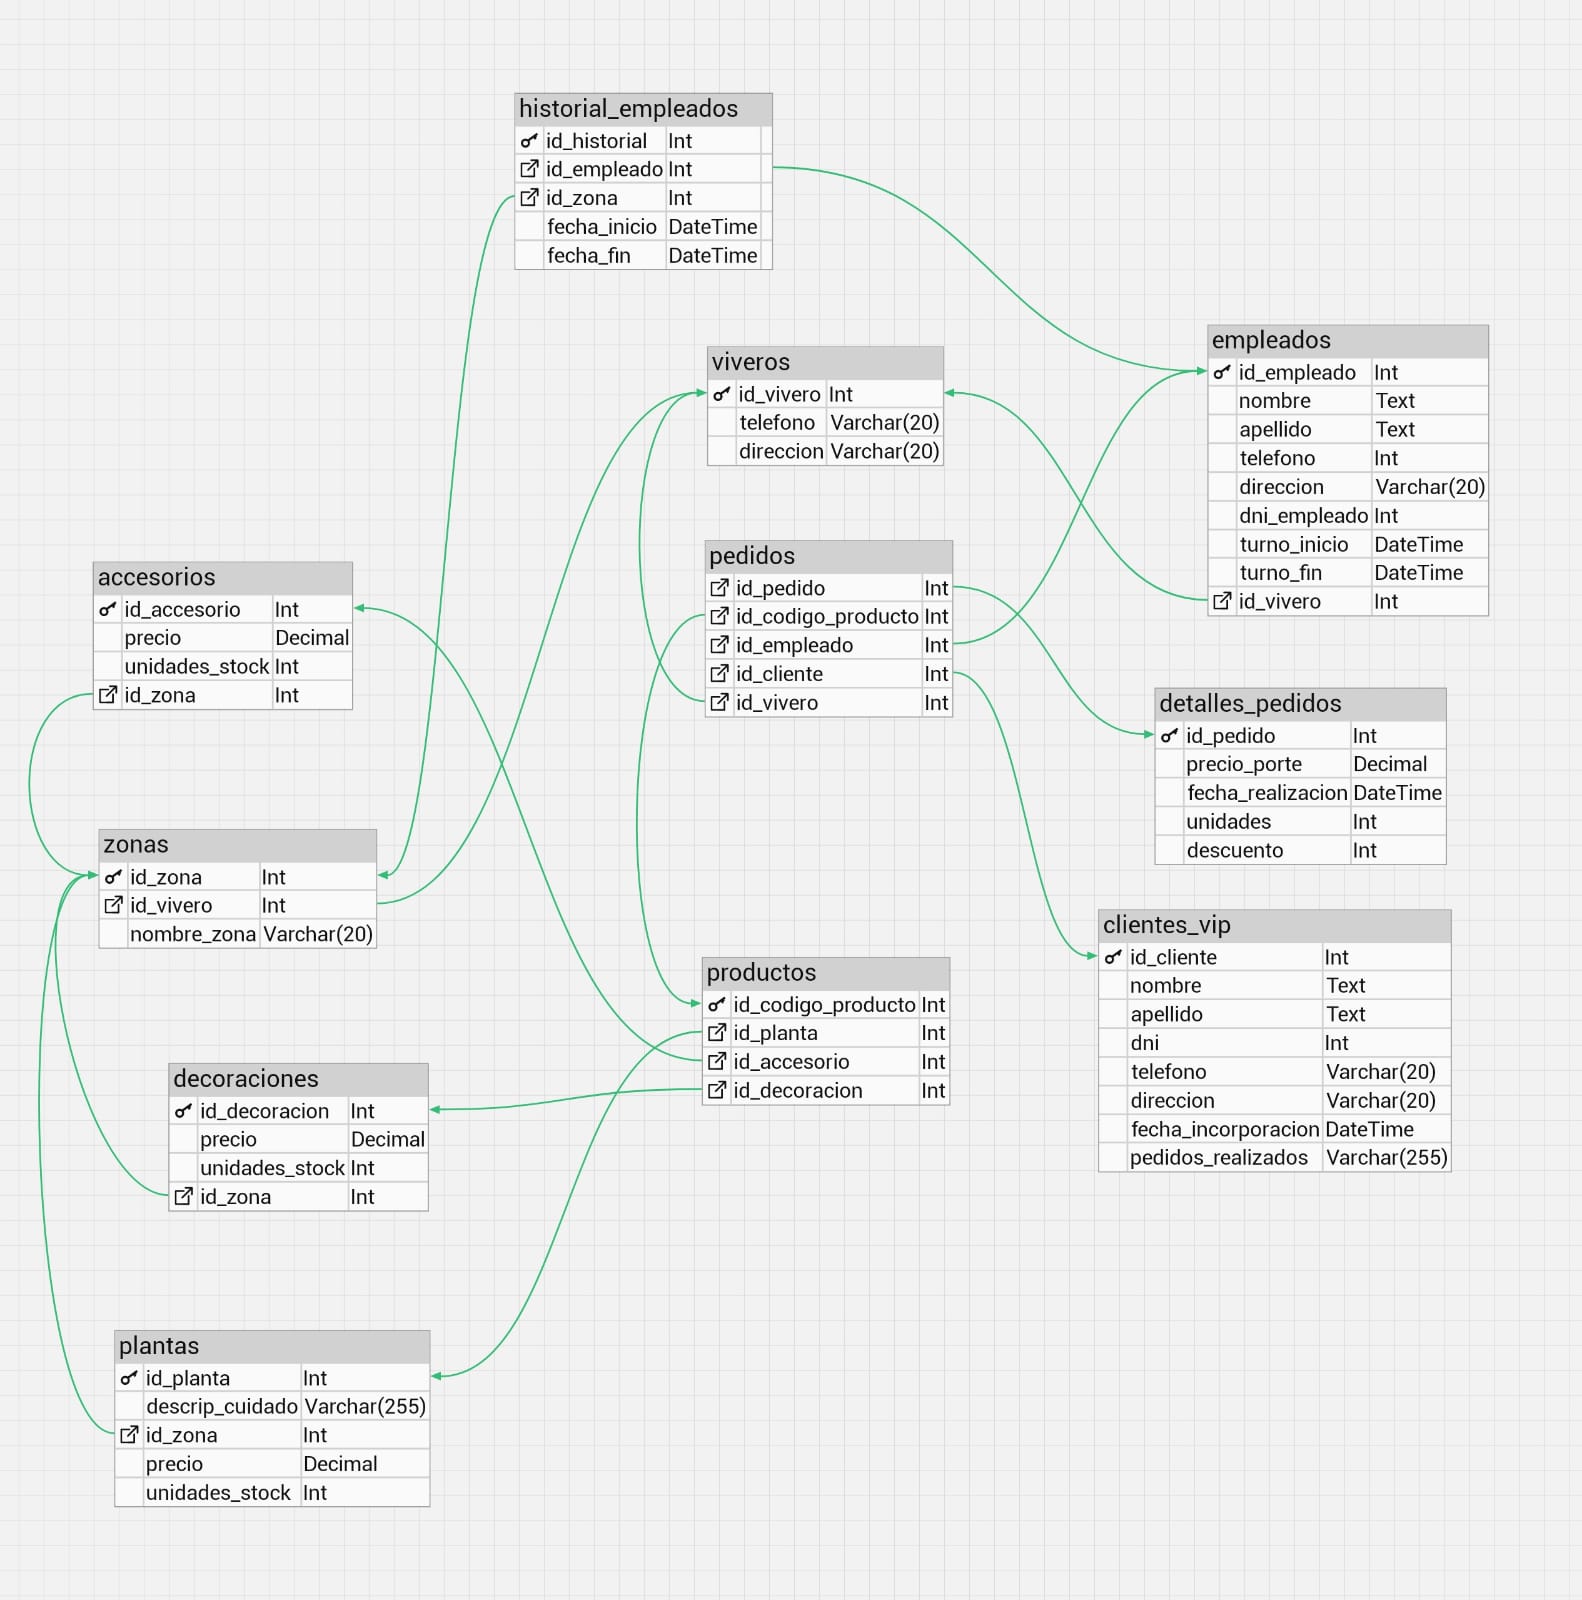 historial_empleados
id_historial Int
id_empleado Int
id_zona Int
fecha_inicio DateTime
fecha_fin DateTime
empleados
id_empleado Int
nombre Text
apellido Text
telefono Int
direccion Varchar(20)
dni_empleado Int
turno_inicio DateTime
turno_fin DateTime
id_vivero Int
viveros
id_vivero Int
telefono Varchar(20)
direccion Varchar(20)
pedidos
id_pedido Int
id_codigo_producto Int
id_empleado Int
id_cliente Int
id_vivero Int
accesorios
id_accesorio Int
precio Decimal
unidades_stock Int
id_zona Int
detalles_pedidos
id_pedido Int
precio_porte Decimal
fecha_realizacion DateTime
unidades Int
descuento Int
zonas
id_zona Int
id_vivero Int
nombre_zona Varchar(20)
clientes_vip
id_cliente Int
nombre Text
apellido Text
dni Int
telefono Varchar(20)
direccion Varchar(20)
fecha_incorporacion DateTime
pedidos_realizados Varchar(255)
productos
id_codigo_producto Int
id_planta Int
id_accesorio Int
id_decoracion Int
decoraciones
id_decoracion Int
precio Decimal
unidades_stock Int
id_zona Int
plantas
id_planta Int
descrip_cuidado Varchar(255)
id_zona Int
precio Decimal
unidades_stock Int